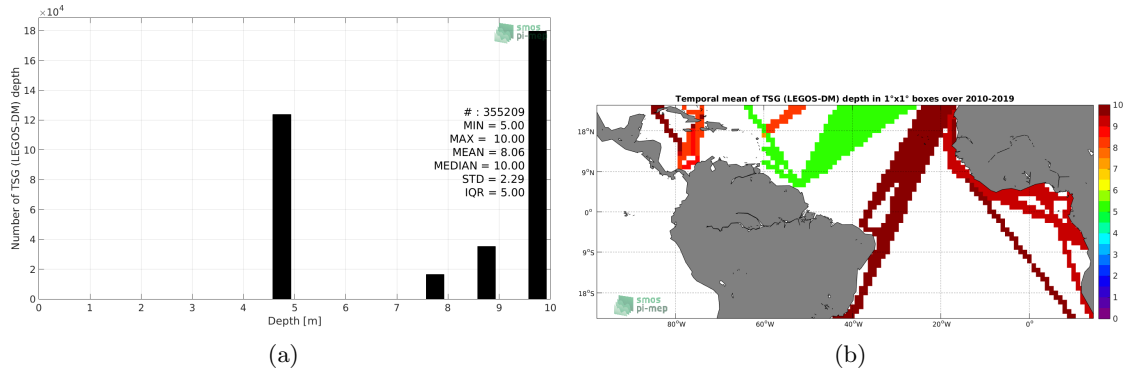 ×10⁴
18
16
14
12
10
8
6
4
2
0
Number of TSG (LEGOS-DM) depth
smos
pi-mep
# : 355209
MIN = 5.00
MAX = 10.00
MEAN = 8.06
MEDIAN = 10.00
STD = 2.29
IQR = 5.00
0 1 2 3 4 5 6 7 8 9 10
Depth [m]
(a)
Temporal mean of TSG (LEGOS-DM) depth in 1°x1° boxes over 2010-2019
18°N
9°N
0°
9°S
18°S
smos
pi-mep
80°W 60°W 40°W 20°W 0°
10
9
8
7
6
5
4
3
2
1
0
(b)